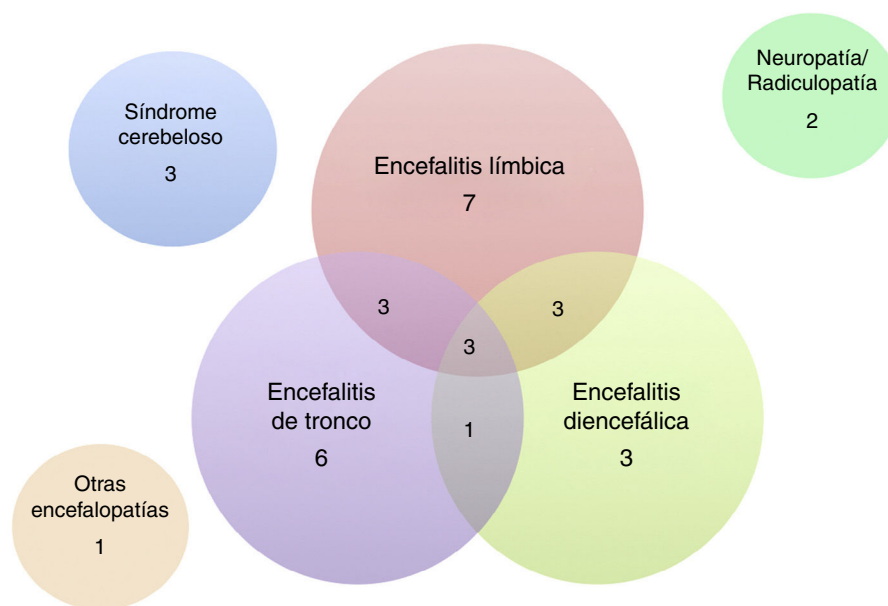 Neuropatía/
Radiculopatía
2
Síndrome
cerebeloso
3
Encefalitis límbica
7
3
3
3
Encefalitis
de tronco
6
1
Encefalitis
diencefálica
3
Otras
encefalopatías
1